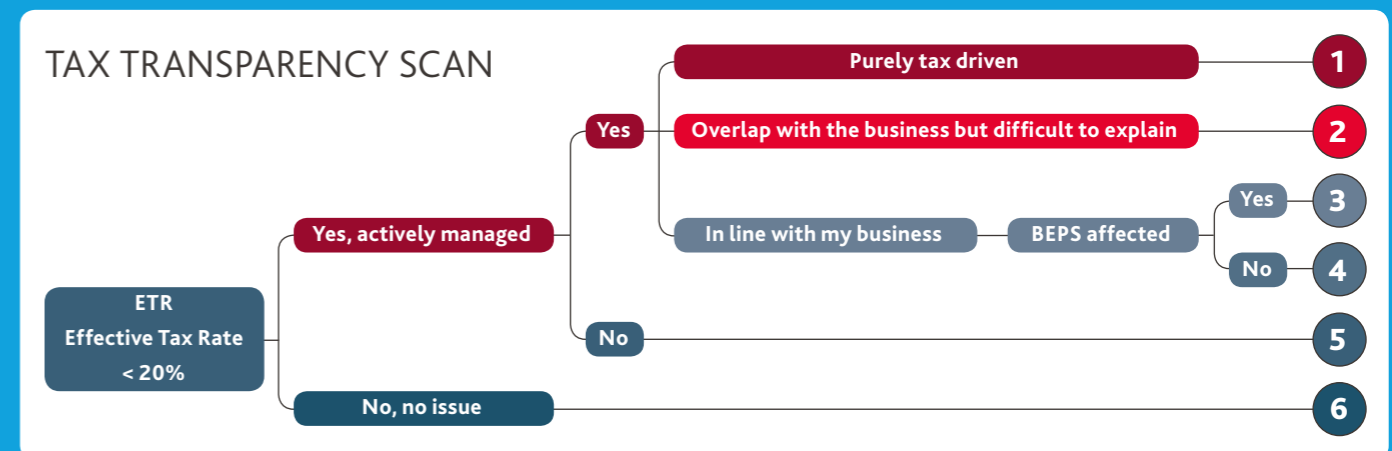 TAX TRANSPARENCY SCAN
Purely tax driven
1
Yes
Overlap with the business but difficult to explain
2
Yes
3
Yes, actively managed
In line with my business
BEPS affected
No
4
ETR
Effective Tax Rate
< 20%
No
5
No, no issue
6